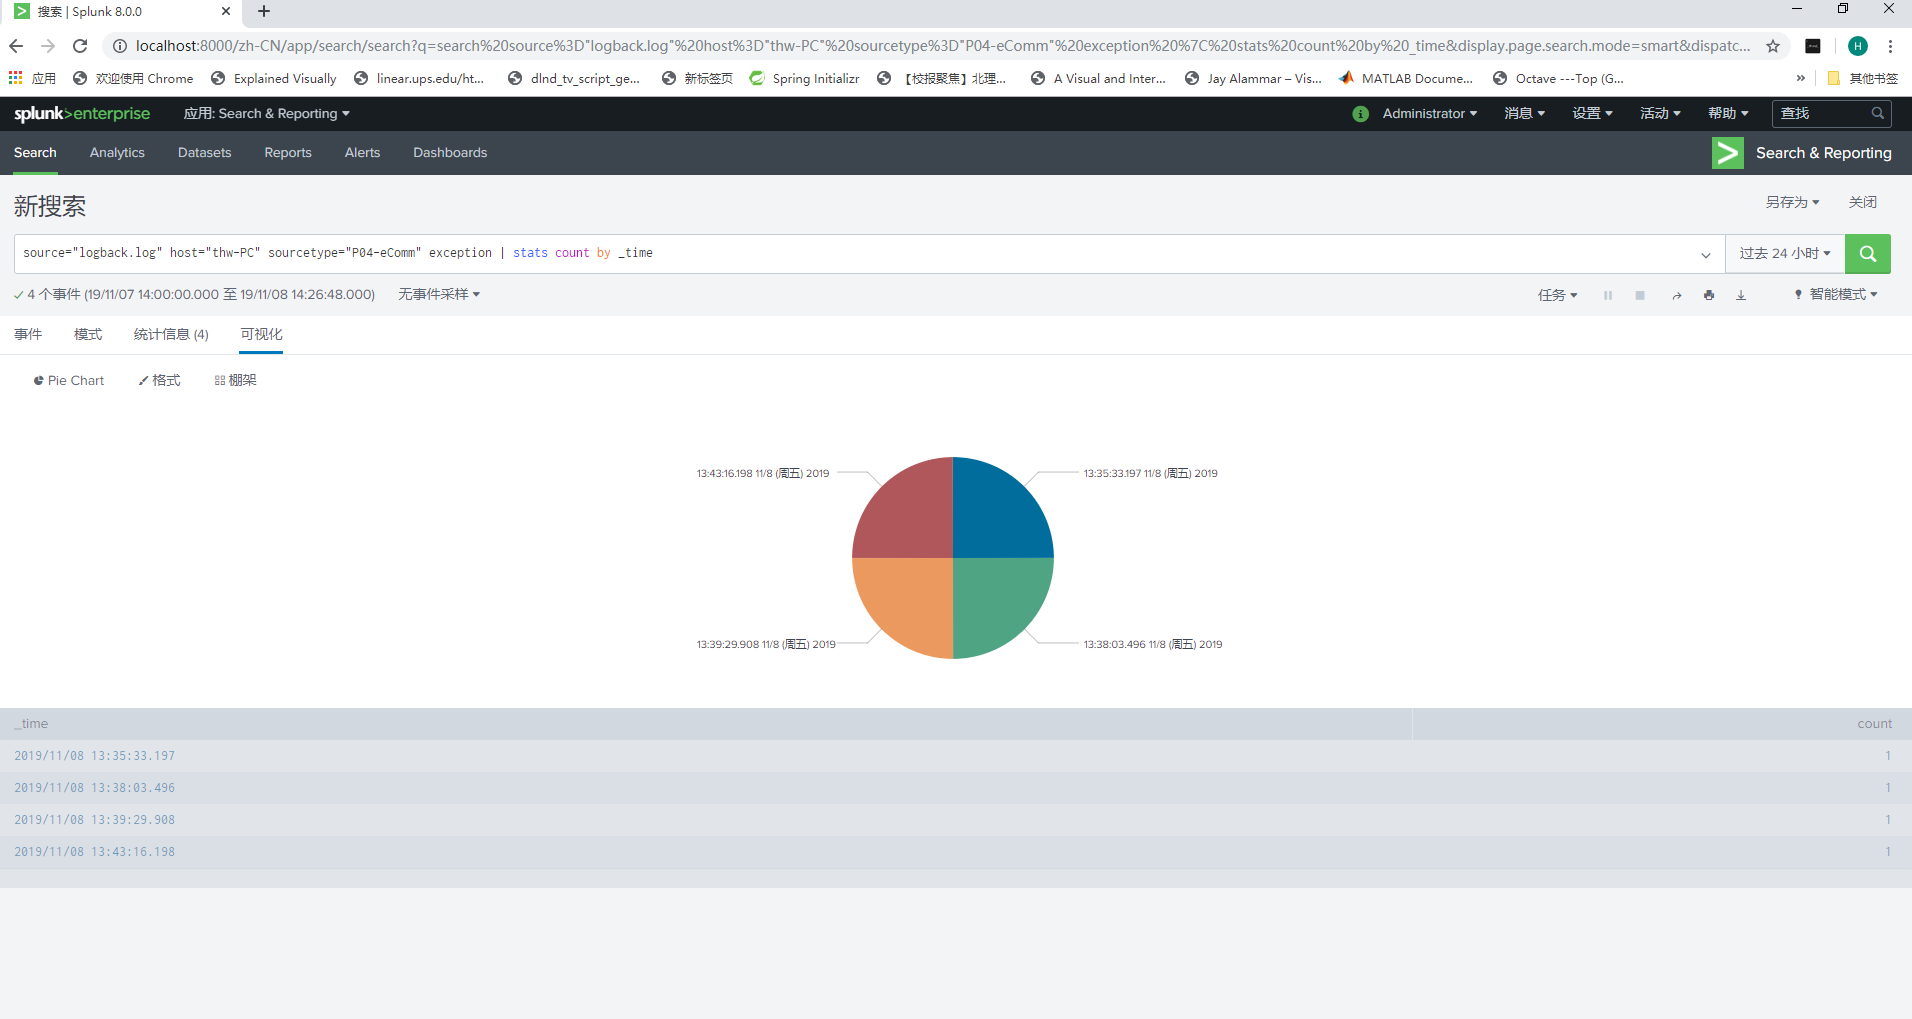 搜索 | Splunk 8.0.0
localhost:8000/zh-CN/app/search/search?q=search%20source%3D"logback.log"%20host%3D"thw-PC"%20sourcetype%3D"P04-eComm"%20exception%20%7C%20stats%20count%20by%20_time&display.page.search.mode=smart&dispatc...
H
应用 欢迎使用 Chrome Explained Visually linear.ups.edu/ht... dlnd_tv_script_ge... 新标签页 Spring Initializr 【校报聚焦】北理... A Visual and Inter... Jay Alammar – Vis... MATLAB Docume... Octave ---Top (G... » 其他书签
splunk>enterprise 应用: Search & Reporting Administrator 消息 设置 活动 帮助 查找
Search Analytics Datasets Reports Alerts Dashboards Search & Reporting
新搜索 另存为 关闭
source="logback.log" host="thw-PC" sourcetype="P04-eComm" exception | stats count by _time 过去 24 小时
4 个事件 (19/11/07 14:00:00.000 至 19/11/08 14:26:48.000) 无事件采样 任务 智能模式
事件 模式 统计信息 (4) 可视化
Pie Chart 格式 棚架
13:43:16.198 11/8 (周五) 2019 13:35:33.197 11/8 (周五) 2019
13:39:29.908 11/8 (周五) 2019 13:38:03.496 11/8 (周五) 2019
_time count
2019/11/08 13:35:33.197 1
2019/11/08 13:38:03.496 1
2019/11/08 13:39:29.908 1
2019/11/08 13:43:16.198 1